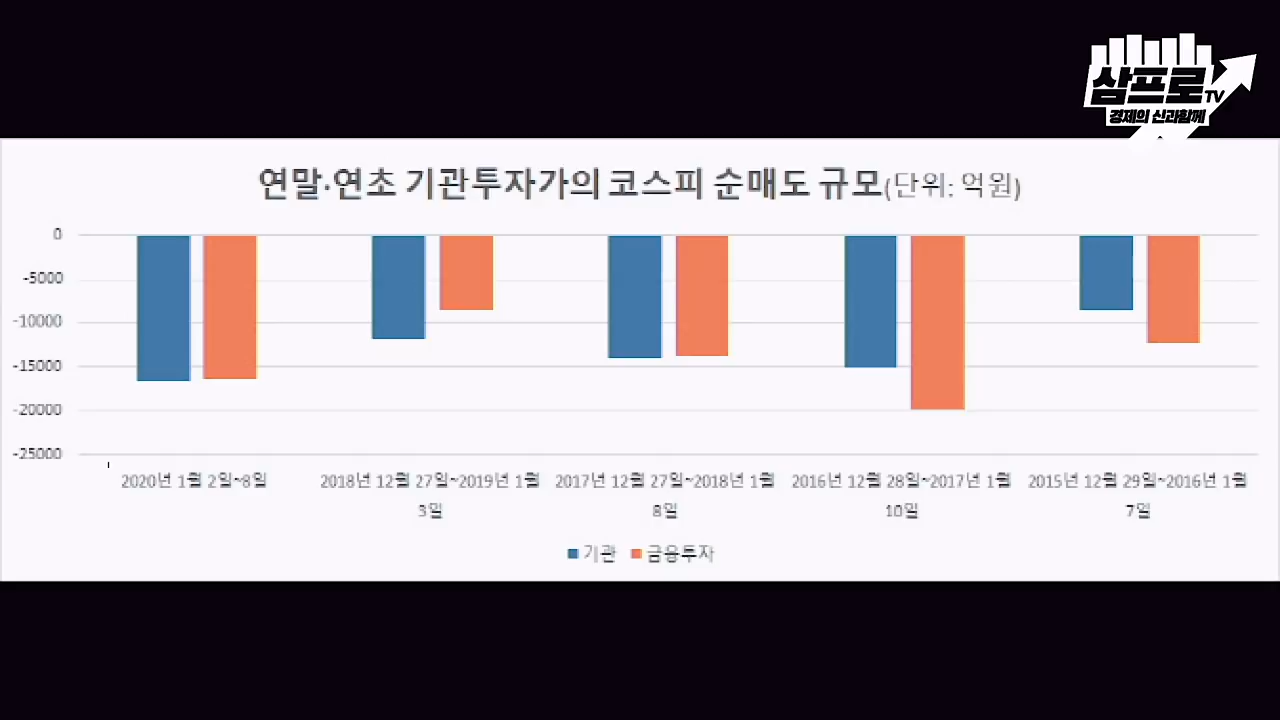 삼프로TV
경제의 신과함께
연말·연초 기관투자가의 코스피 순매도 규모(단위: 억원)
0
-5000
-10000
-15000
-20000
-25000
2020년 1월 2일~8일
2018년 12월 27일~2019년 1월
3일
2017년 12월 27일~2018년 1월
8일
2016년 12월 28일~2017년 1월
10일
2015년 12월 29일~2016년 1월
7일
기관 금융투자